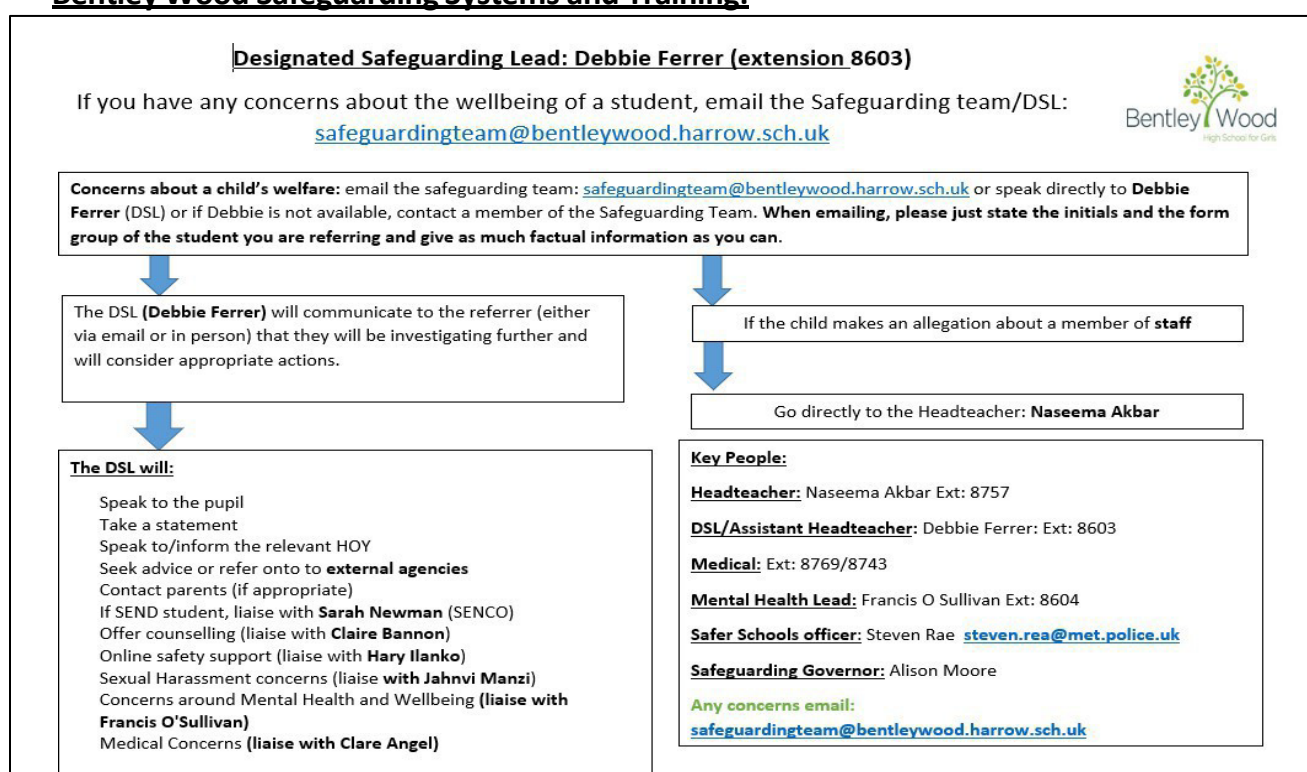 Bentley Wood Safeguarding Systems and Training:
Designated Safeguarding Lead: Debbie Ferrer (extension 8603)
If you have any concerns about the wellbeing of a student, email the Safeguarding team/DSL:
safeguardingteam@bentleywood.harrow.sch.uk
Bentley Wood
High School for Girls
Concerns about a child's welfare: email the safeguarding team: safeguardingteam@bentleywood.harrow.sch.uk or speak directly to Debbie
Ferrer (DSL) or if Debbie is not available, contact a member of the Safeguarding Team. When emailing, please just state the initials and the form
group of the student you are referring and give as much factual information as you can.
The DSL (Debbie Ferrer) will communicate to the referrer (either
via email or in person) that they will be investigating further and
will consider appropriate actions.
If the child makes an allegation about a member of staff
Go directly to the Headteacher: Naseema Akbar
The DSL will:
Speak to the pupil
Take a statement
Speak to/inform the relevant HOY
Seek advice or refer onto to external agencies
Contact parents (if appropriate)
If SEND student, liaise with Sarah Newman (SENCO)
Offer counselling (liaise with Claire Bannon)
Online safety support (liaise with Hary Ilanko)
Sexual Harassment concerns (liaise with Jahnvi Manzi)
Concerns around Mental Health and Wellbeing (liaise with
Francis O'Sullivan)
Medical Concerns (liaise with Clare Angel)
Key People:
Headteacher: Naseema Akbar Ext: 8757
DSL/Assistant Headteacher: Debbie Ferrer: Ext: 8603
Medical: Ext: 8769/8743
Mental Health Lead: Francis O Sullivan Ext: 8604
Safer Schools officer: Steven Rae steven.rea@met.police.uk
Safeguarding Governor: Alison Moore
Any concerns email:
safeguardingteam@bentleywood.harrow.sch.uk